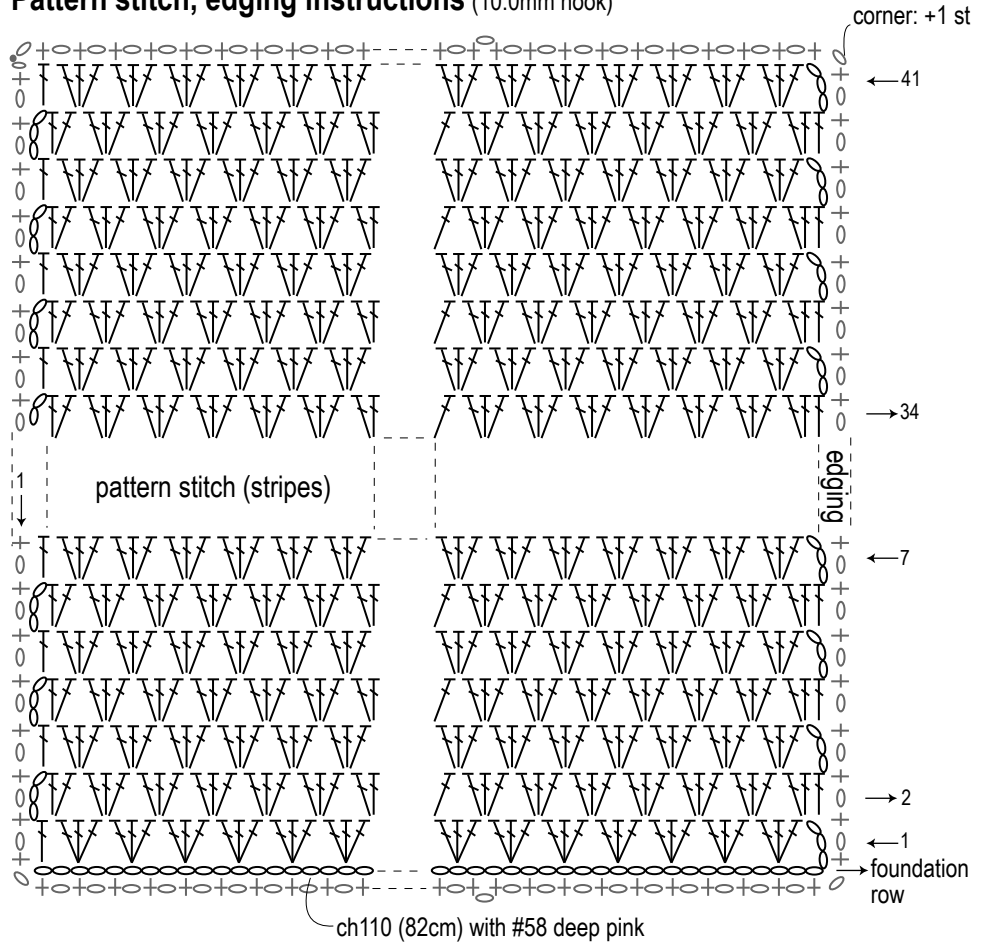 Pattern stitch, edging instructions (10.0mm hook)
corner: +1 st
41
34
1
pattern stitch (stripes)
edging
7
2
1
foundation
row
ch110 (82cm) with #58 deep pink